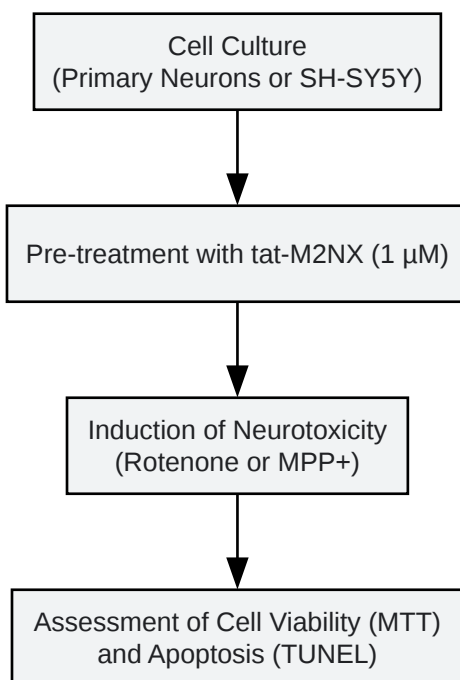 Cell Culture
(Primary Neurons or SH-SY5Y)
Pre-treatment with tat-M2NX (1 µM)
Induction of Neurotoxicity
(Rotenone or MPP+)
Assessment of Cell Viability (MTT)
and Apoptosis (TUNEL)